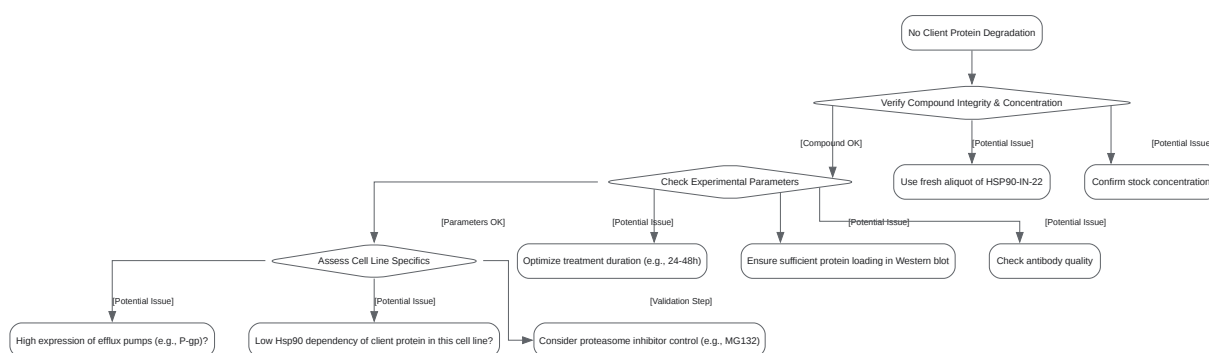 No Client Protein Degradation
Verify Compound Integrity & Concentration
[Compound OK]
[Potential Issue]
[Potential Issue
Use fresh aliquot of HSP90-IN-22
Confirm stock concentration
Check Experimental Parameters
[Parameters OK]
[Potential Issue]
[Potential Issue]
[Potential Issue]
Assess Cell Line Specifics
Optimize treatment duration (e.g., 24-48h)
Ensure sufficient protein loading in Western blot
Check antibody quality
[Potential Issue]
[Potential Issue]
[Validation Step]
High expression of efflux pumps (e.g., P-gp)?
Low Hsp90 dependency of client protein in this cell line?
Consider proteasome inhibitor control (e.g., MG132)